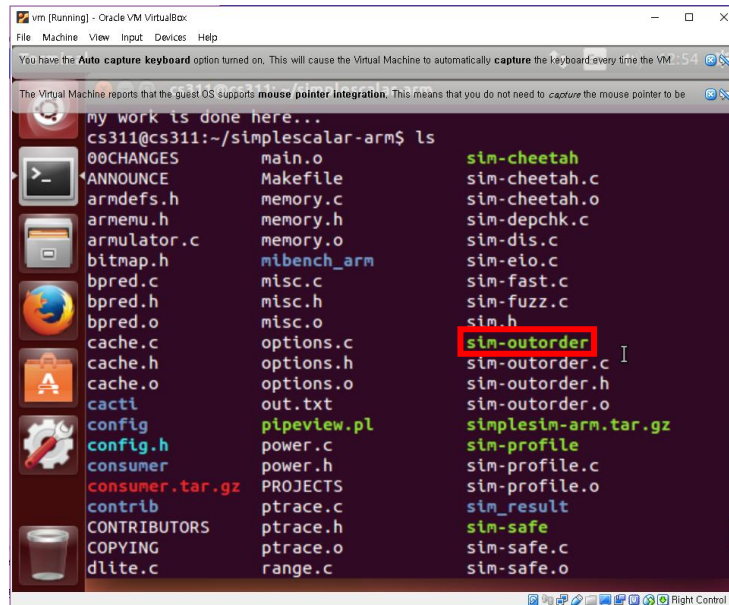 vm [Running] - Oracle VM VirtualBox
File Machine View Input Devices Help
You have the Auto capture keyboard option turned on. This will cause the Virtual Machine to automatically capture the keyboard every time the VM
The Virtual Machine reports that the guest OS supports mouse pointer integration. This means that you do not need to capture the mouse pointer to be
my work is done here...
cs311@cs311:~/simplescalar-arm$ ls
00CHANGES main.o sim-cheetah
ANNOUNCE Makefile sim-cheetah.c
armdefs.h memory.c sim-cheetah.o
armemu.h memory.h sim-depchk.c
armulator.c memory.o sim-dis.c
bitmap.h mibench_arm sim-eio.c
bpred.c misc.c sim-fast.c
bpred.h misc.h sim-fuzz.c
bpred.o misc.o sim.h
cache.c options.c sim-outorder
cache.h options.h sim-outorder.c
cache.o options.o sim-outorder.h
cacti out.txt sim-outorder.o
config pipeview.pl simplesim-arm.tar.gz
config.h power.c sim-profile
consumer power.h sim-profile.c
consumer.tar.gz PROJECTS sim-profile.o
contrib ptrace.c sim_result
CONTRIBUTORS ptrace.h sim-safe
COPYING ptrace.o sim-safe.c
dlite.c range.c sim-safe.o
Right Control